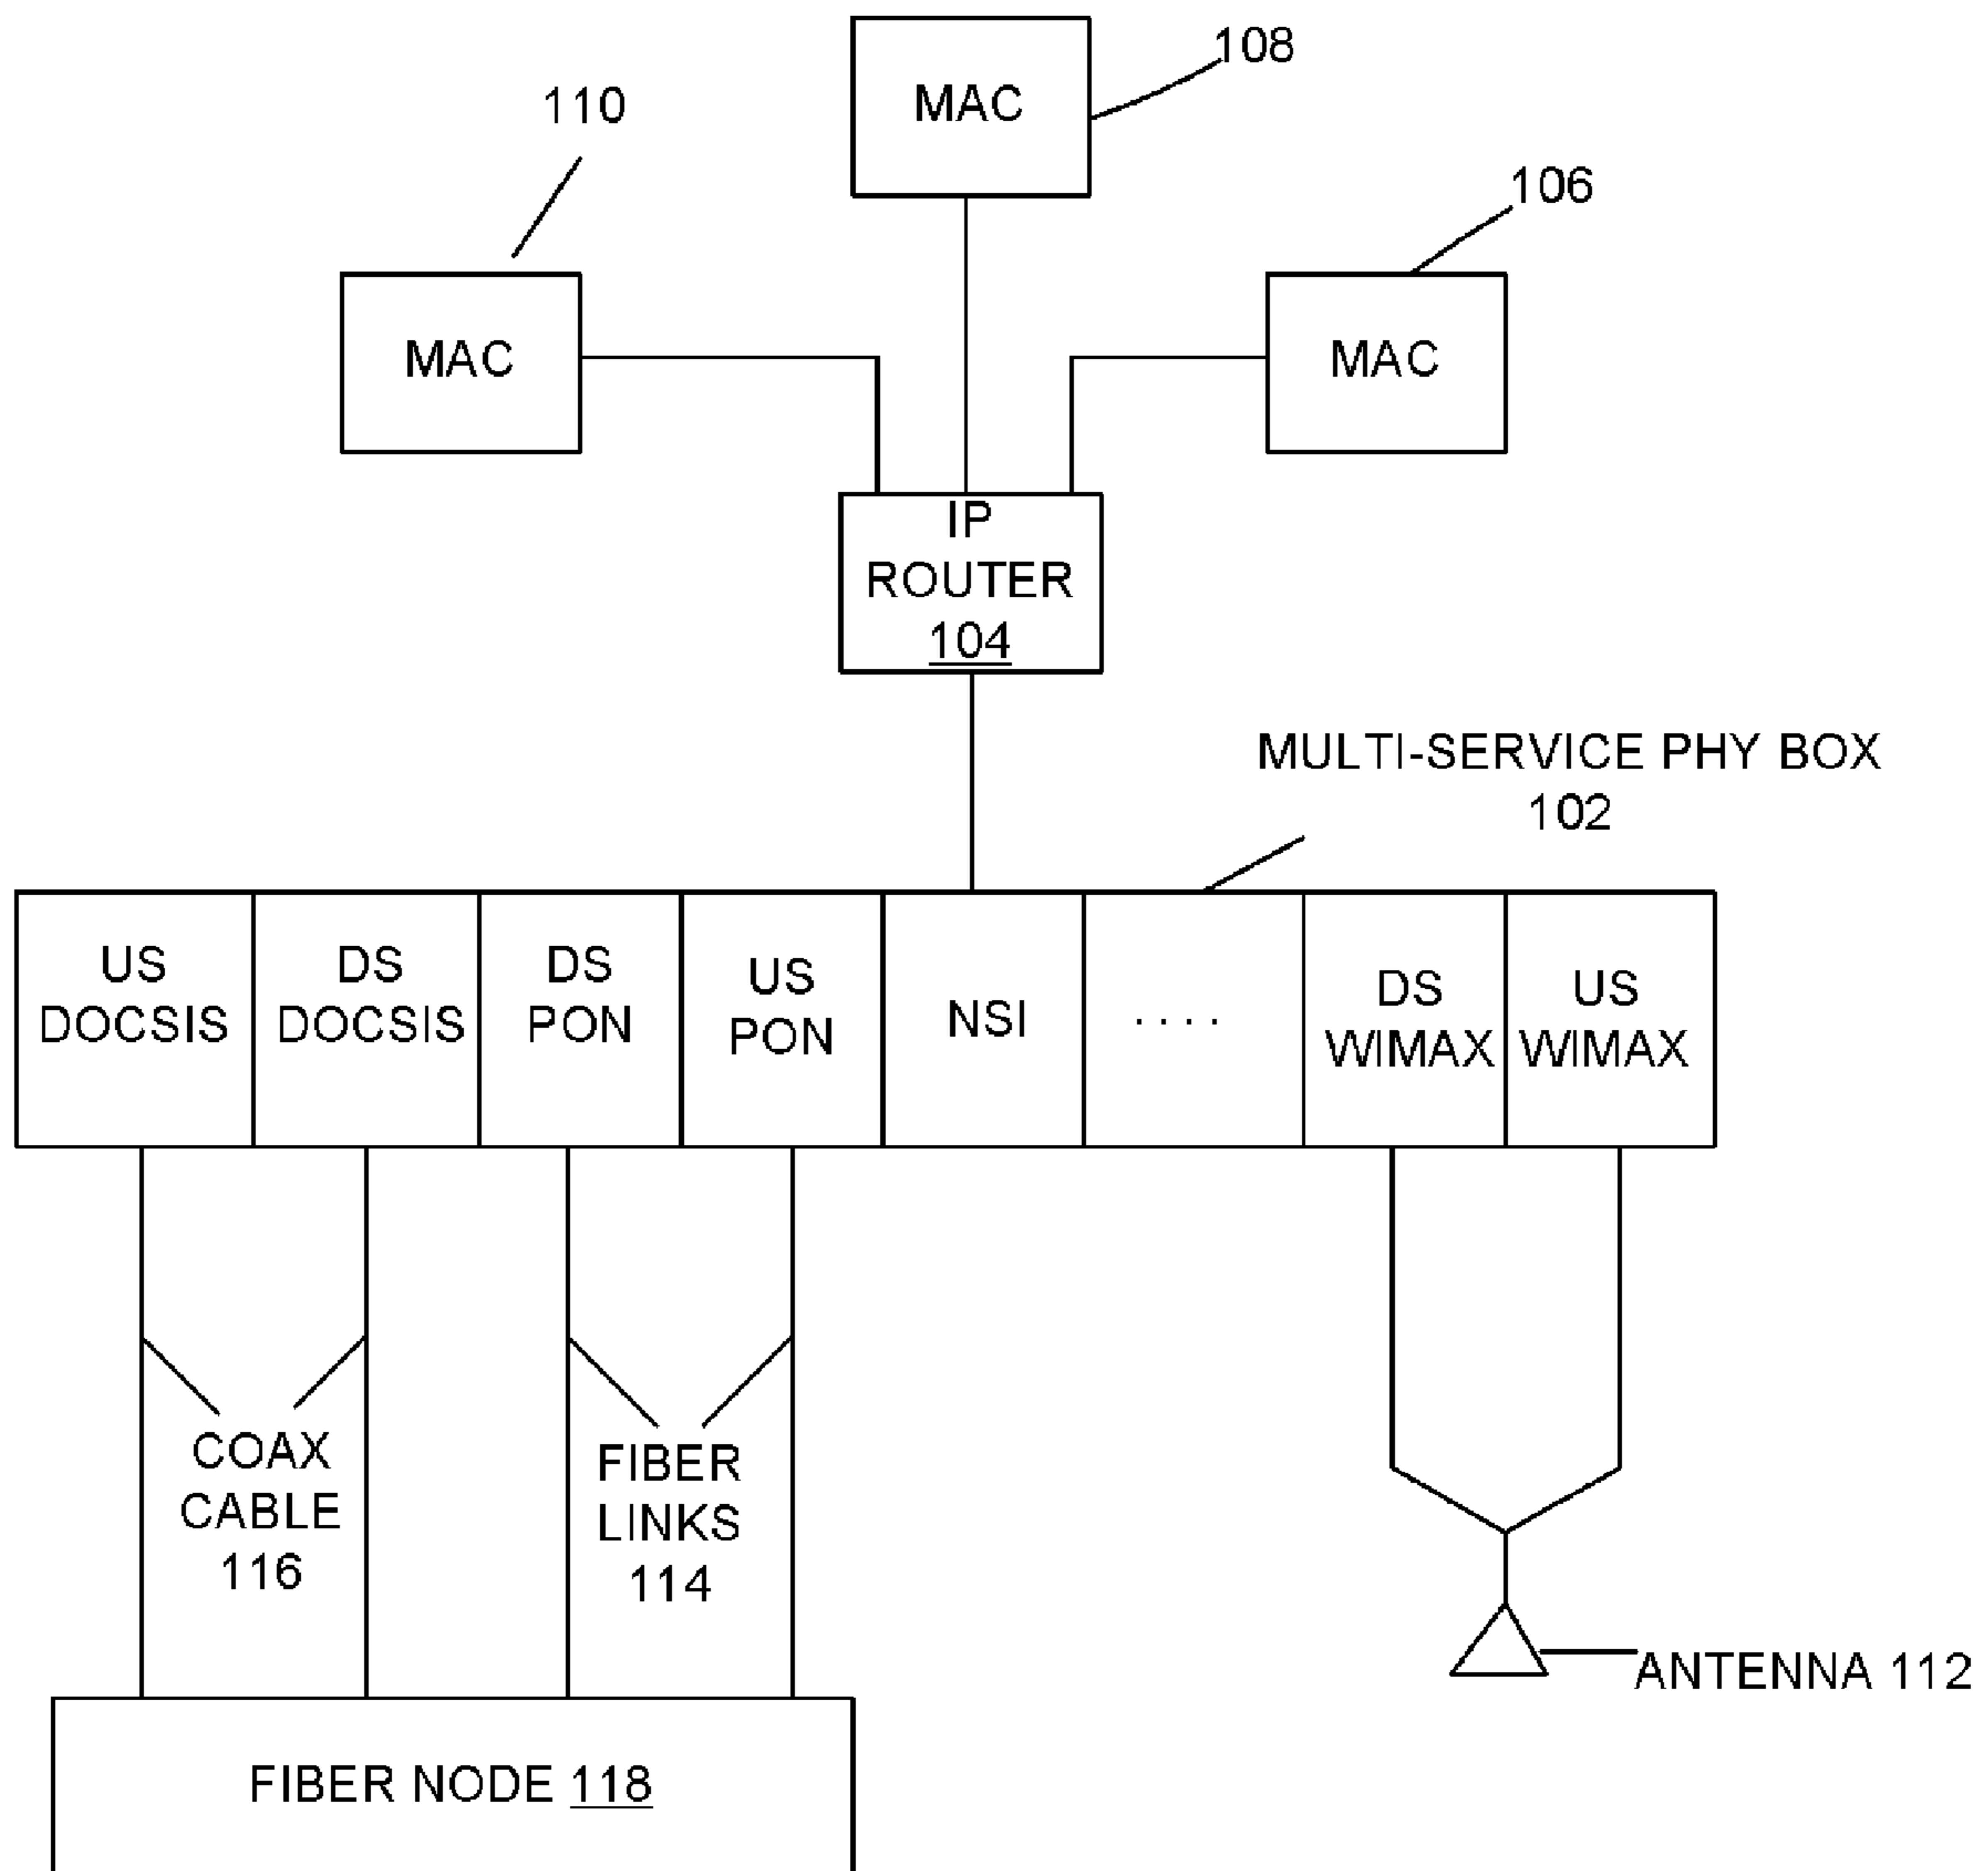 108
MAC
110
106
MAC
MAC
IP
ROUTER
104
MULTI-SERVICE PHY BOX
102
US
DOCSIS
DS
DOCSIS
DS
PON
US
PON
NSI
....
DS
WIMAX
US
WIMAX
COAX
CABLE
116
FIBER
LINKS
114
ANTENNA 112
FIBER NODE 118